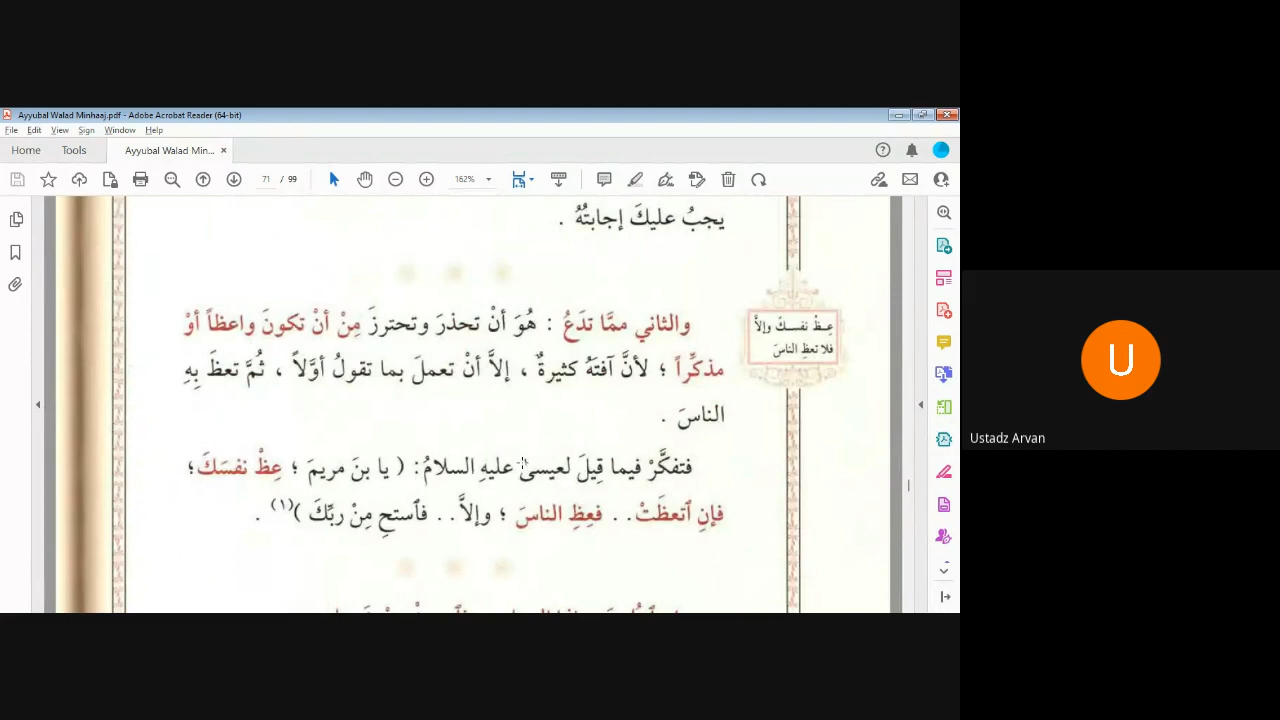 Ayyubal Walad Minhaaj.pdf - Adobe Acrobat Reader (64-bit)
File Edit View Sign Window Help
Home Tools Ayyubal Walad Min... ×
71 / 99 162%
يجبُ عليكَ إجابتُهُ .
والثاني ممَّا تدَعُ : هُوَ أنْ تحذرَ وتحترزَ مِنْ أنْ تكونَ واعظاً أوْ
مذكِّراً ؛ لأنَّ آفتَهُ كثيرةٌ ، إلاَّ أنْ تعملَ بما تقولُ أوَّلاً ، ثُمَّ تعظَ بِهِ
الناسَ .
عِظْ نفسكَ وإلاَّ
فلا تعظِ الناسَ
فتفكَّرْ فيما قِيلَ لعيسىٰ عليهِ السلامُ : ( يا بنَ مريمَ ؛ عِظْ نفسَكَ ؛
فإنِ ٱتعظَتْ . . فعِظِ الناسَ ؛ وإلاَّ . . فٱستحِ مِنْ ربِّكَ )(١) .
U
Ustadz Arvan